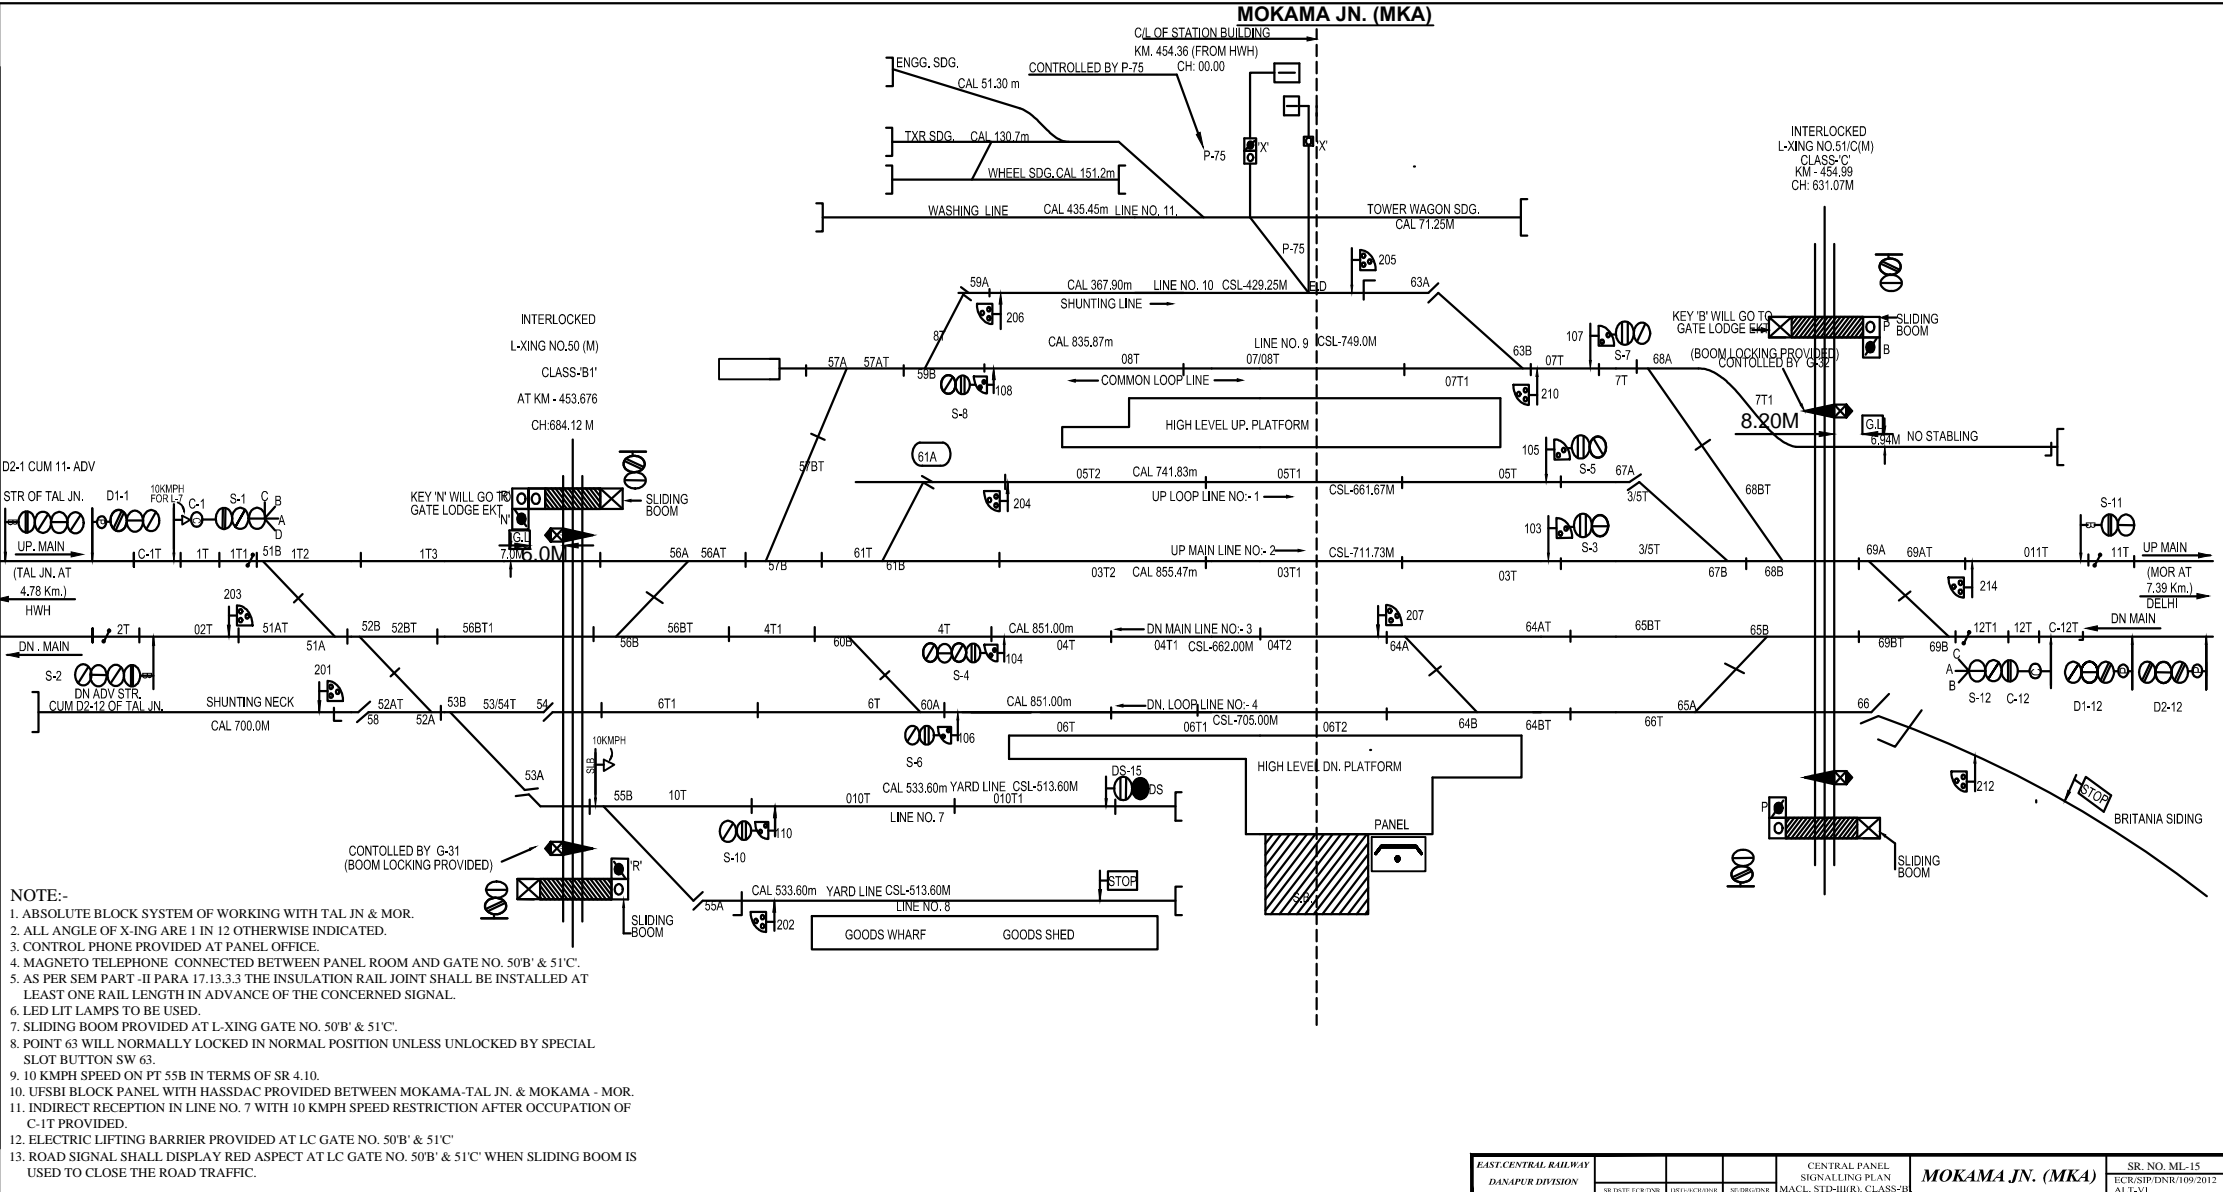 MOKAMA JN. (MKA)
C/L OF STATION BUILDING
KM. 454.36 (FROM HWH)
CH: 00.00
ENGG. SDG.
CAL 51.30 m
CONTROLLED BY P-75
TXR SDG. CAL 130.7m
P-75
'X'
'X'
WHEEL SDG. CAL 151.2m
WASHING LINE CAL 435.45m LINE NO. 11.
TOWER WAGON SDG.
CAL 71.25M
P-75
INTERLOCKED
L-XING NO.51/C(M)
CLASS-'C'
KM - 454.99
CH: 631.07M
205
59A CAL 367.90m LINE NO. 10 CSL-429.25M 63A
SHUNTING LINE
206
INTERLOCKED
L-XING NO.50 (M)
CLASS-'B1'
AT KM - 453.676
CH:684.12 M
8T
CAL 835.87m LINE NO. 9 CSL-749.0M
57A 57AT 59B 08T 07/08T 07T1 63B 07T 7T 68A
107
S-7
COMMON LOOP LINE
108
S-8
210
KEY 'B' WILL GO TO
GATE LODGE EKT
(BOOM LOCKING PROVIDED)
CONTOLLED BY G-32
P
B
SLIDING
BOOM
7T1
8.20M
G.L
6.94M NO STABLING
HIGH LEVEL UP. PLATFORM
57BT
61A
05T2 CAL 741.83m 05T1 05T
UP LOOP LINE NO:- 1 CSL-661.67M
204
105
S-5
67A
3/5T
68BT
D2-1 CUM 11- ADV
STR OF TAL JN. D1-1
10KMPH
FOR L-7
C-1
S-1 C B A D
KEY 'N' WILL GO TO
GATE LODGE EKT
'R'
'N'
G.L
SLIDING
BOOM
UP. MAIN
C-1T 1T 1T1 51B 1T2 1T3 7.0M 6.0M 56A 56AT 57B 61T 61B
UP MAIN LINE NO:- 2 CSL-711.73M
03T2 CAL 855.47m 03T1 03T
103
S-3
3/5T
67B 68B 69A 69AT 011T 11T
S-11
UP MAIN
(TAL JN. AT
4.78 Km.)
HWH
(MOR AT
7.39 Km.)
DELHI
214
203
2T 02T 51AT 51A 52B 52BT 56BT1 56B 56BT 4T1 60B 4T
CAL 851.00m DN MAIN LINE NO:- 3
04T 04T1 CSL-662.00M 04T2
207
64A 64AT 65BT 65B 69BT 69B 12T1 12T C-12T
DN MAIN
DN . MAIN
S-2
DN ADV STR.
CUM D2-12 OF TAL JN.
104
S-4
C A B
S-12 C-12 D1-12 D2-12
201
SHUNTING NECK
CAL 700.0M
58 52AT 52A 53B 53/54T 54 6T1 6T 60A
CAL 851.00m DN. LOOP LINE NO:- 4
CSL-705.00M
06T 06T1 06T2 64B 64BT 66T 65A 66
106
S-6
HIGH LEVEL DN. PLATFORM
10KMPH
SLB
53A
55B 10T 010T 010T1
CAL 533.60m YARD LINE CSL-513.60M
LINE NO. 7
DS-15
DS
110
S-10
212
STOP
BRITANIA SIDING
P
SLIDING
BOOM
PANEL
S.B.
CONTOLLED BY G-31
(BOOM LOCKING PROVIDED)
'R'
SLIDING
BOOM
CAL 533.60m YARD LINE CSL-513.60M
LINE NO. 8
STOP
55A
202
GOODS WHARF GOODS SHED
NOTE:-
1. ABSOLUTE BLOCK SYSTEM OF WORKING WITH TAL JN & MOR.
2. ALL ANGLE OF X-ING ARE 1 IN 12 OTHERWISE INDICATED.
3. CONTROL PHONE PROVIDED AT PANEL OFFICE.
4. MAGNETO TELEPHONE CONNECTED BETWEEN PANEL ROOM AND GATE NO. 50'B' & 51'C'.
5. AS PER SEM PART -II PARA 17.13.3.3 THE INSULATION RAIL JOINT SHALL BE INSTALLED AT
LEAST ONE RAIL LENGTH IN ADVANCE OF THE CONCERNED SIGNAL.
6. LED LIT LAMPS TO BE USED.
7. SLIDING BOOM PROVIDED AT L-XING GATE NO. 50'B' & 51'C'.
8. POINT 63 WILL NORMALLY LOCKED IN NORMAL POSITION UNLESS UNLOCKED BY SPECIAL
SLOT BUTTON SW 63.
9. 10 KMPH SPEED ON PT 55B IN TERMS OF SR 4.10.
10. UFSBI BLOCK PANEL WITH HASSDAC PROVIDED BETWEEN MOKAMA-TAL JN. & MOKAMA - MOR.
11. INDIRECT RECEPTION IN LINE NO. 7 WITH 10 KMPH SPEED RESTRICTION AFTER OCCUPATION OF
C-1T PROVIDED.
12. ELECTRIC LIFTING BARRIER PROVIDED AT LC GATE NO. 50'B' & 51'C'
13. ROAD SIGNAL SHALL DISPLAY RED ASPECT AT LC GATE NO. 50'B' & 51'C' WHEN SLIDING BOOM IS
USED TO CLOSE THE ROAD TRAFFIC.
EAST.CENTRAL RAILWAY
DANAPUR DIVISION
CENTRAL PANEL
SIGNALLING PLAN
MACL, STD-III(R), CLASS-'B'
MOKAMA JN. (MKA)
SR. NO. ML-15
ECR/SIP/DNR/109/2012
ALT-VI